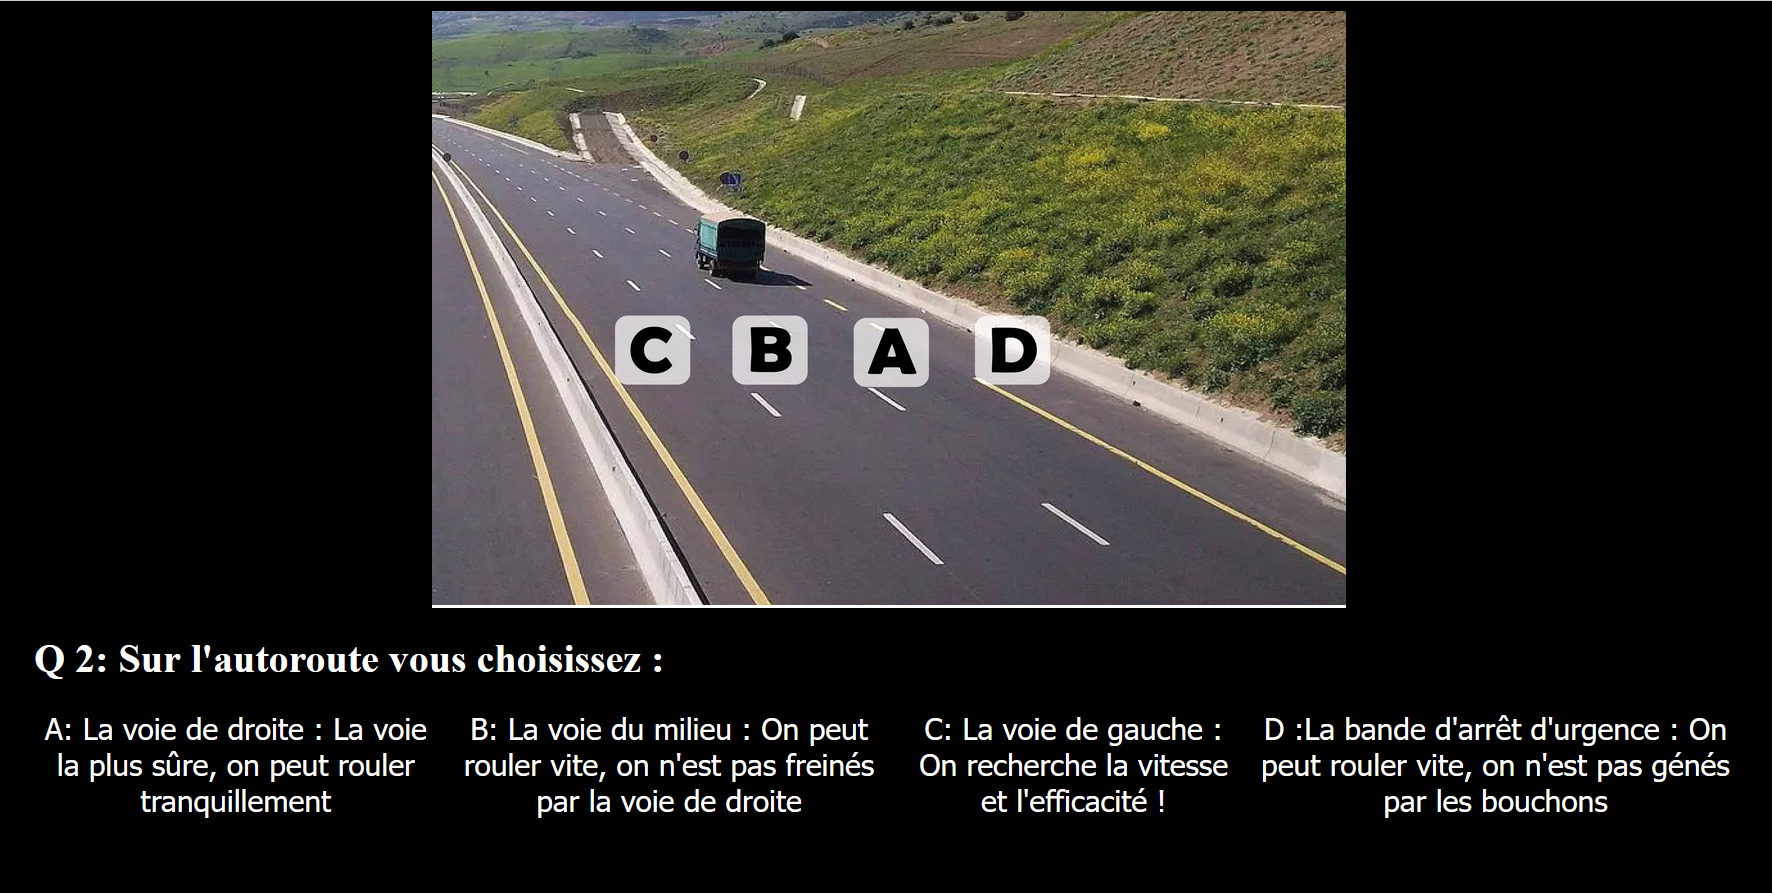 C B A D
Q 2: Sur l'autoroute vous choisissez :
A: La voie de droite : La voie
la plus sûre, on peut rouler
tranquillement
B: La voie du milieu : On peut
rouler vite, on n'est pas freinés
par la voie de droite
C: La voie de gauche :
On recherche la vitesse
et l'efficacité !
D :La bande d'arrêt d'urgence : On
peut rouler vite, on n'est pas génés
par les bouchons